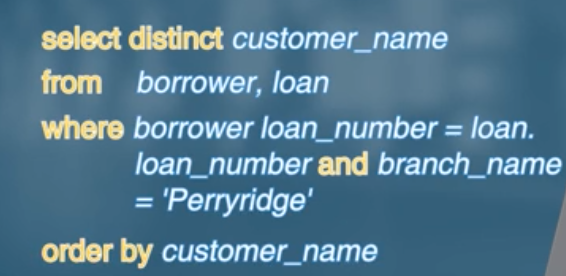 select distinct customer_name
from borrower, loan
where borrower loan_number = loan.
loan_number and branch_name
= 'Perryridge'
order by customer_name